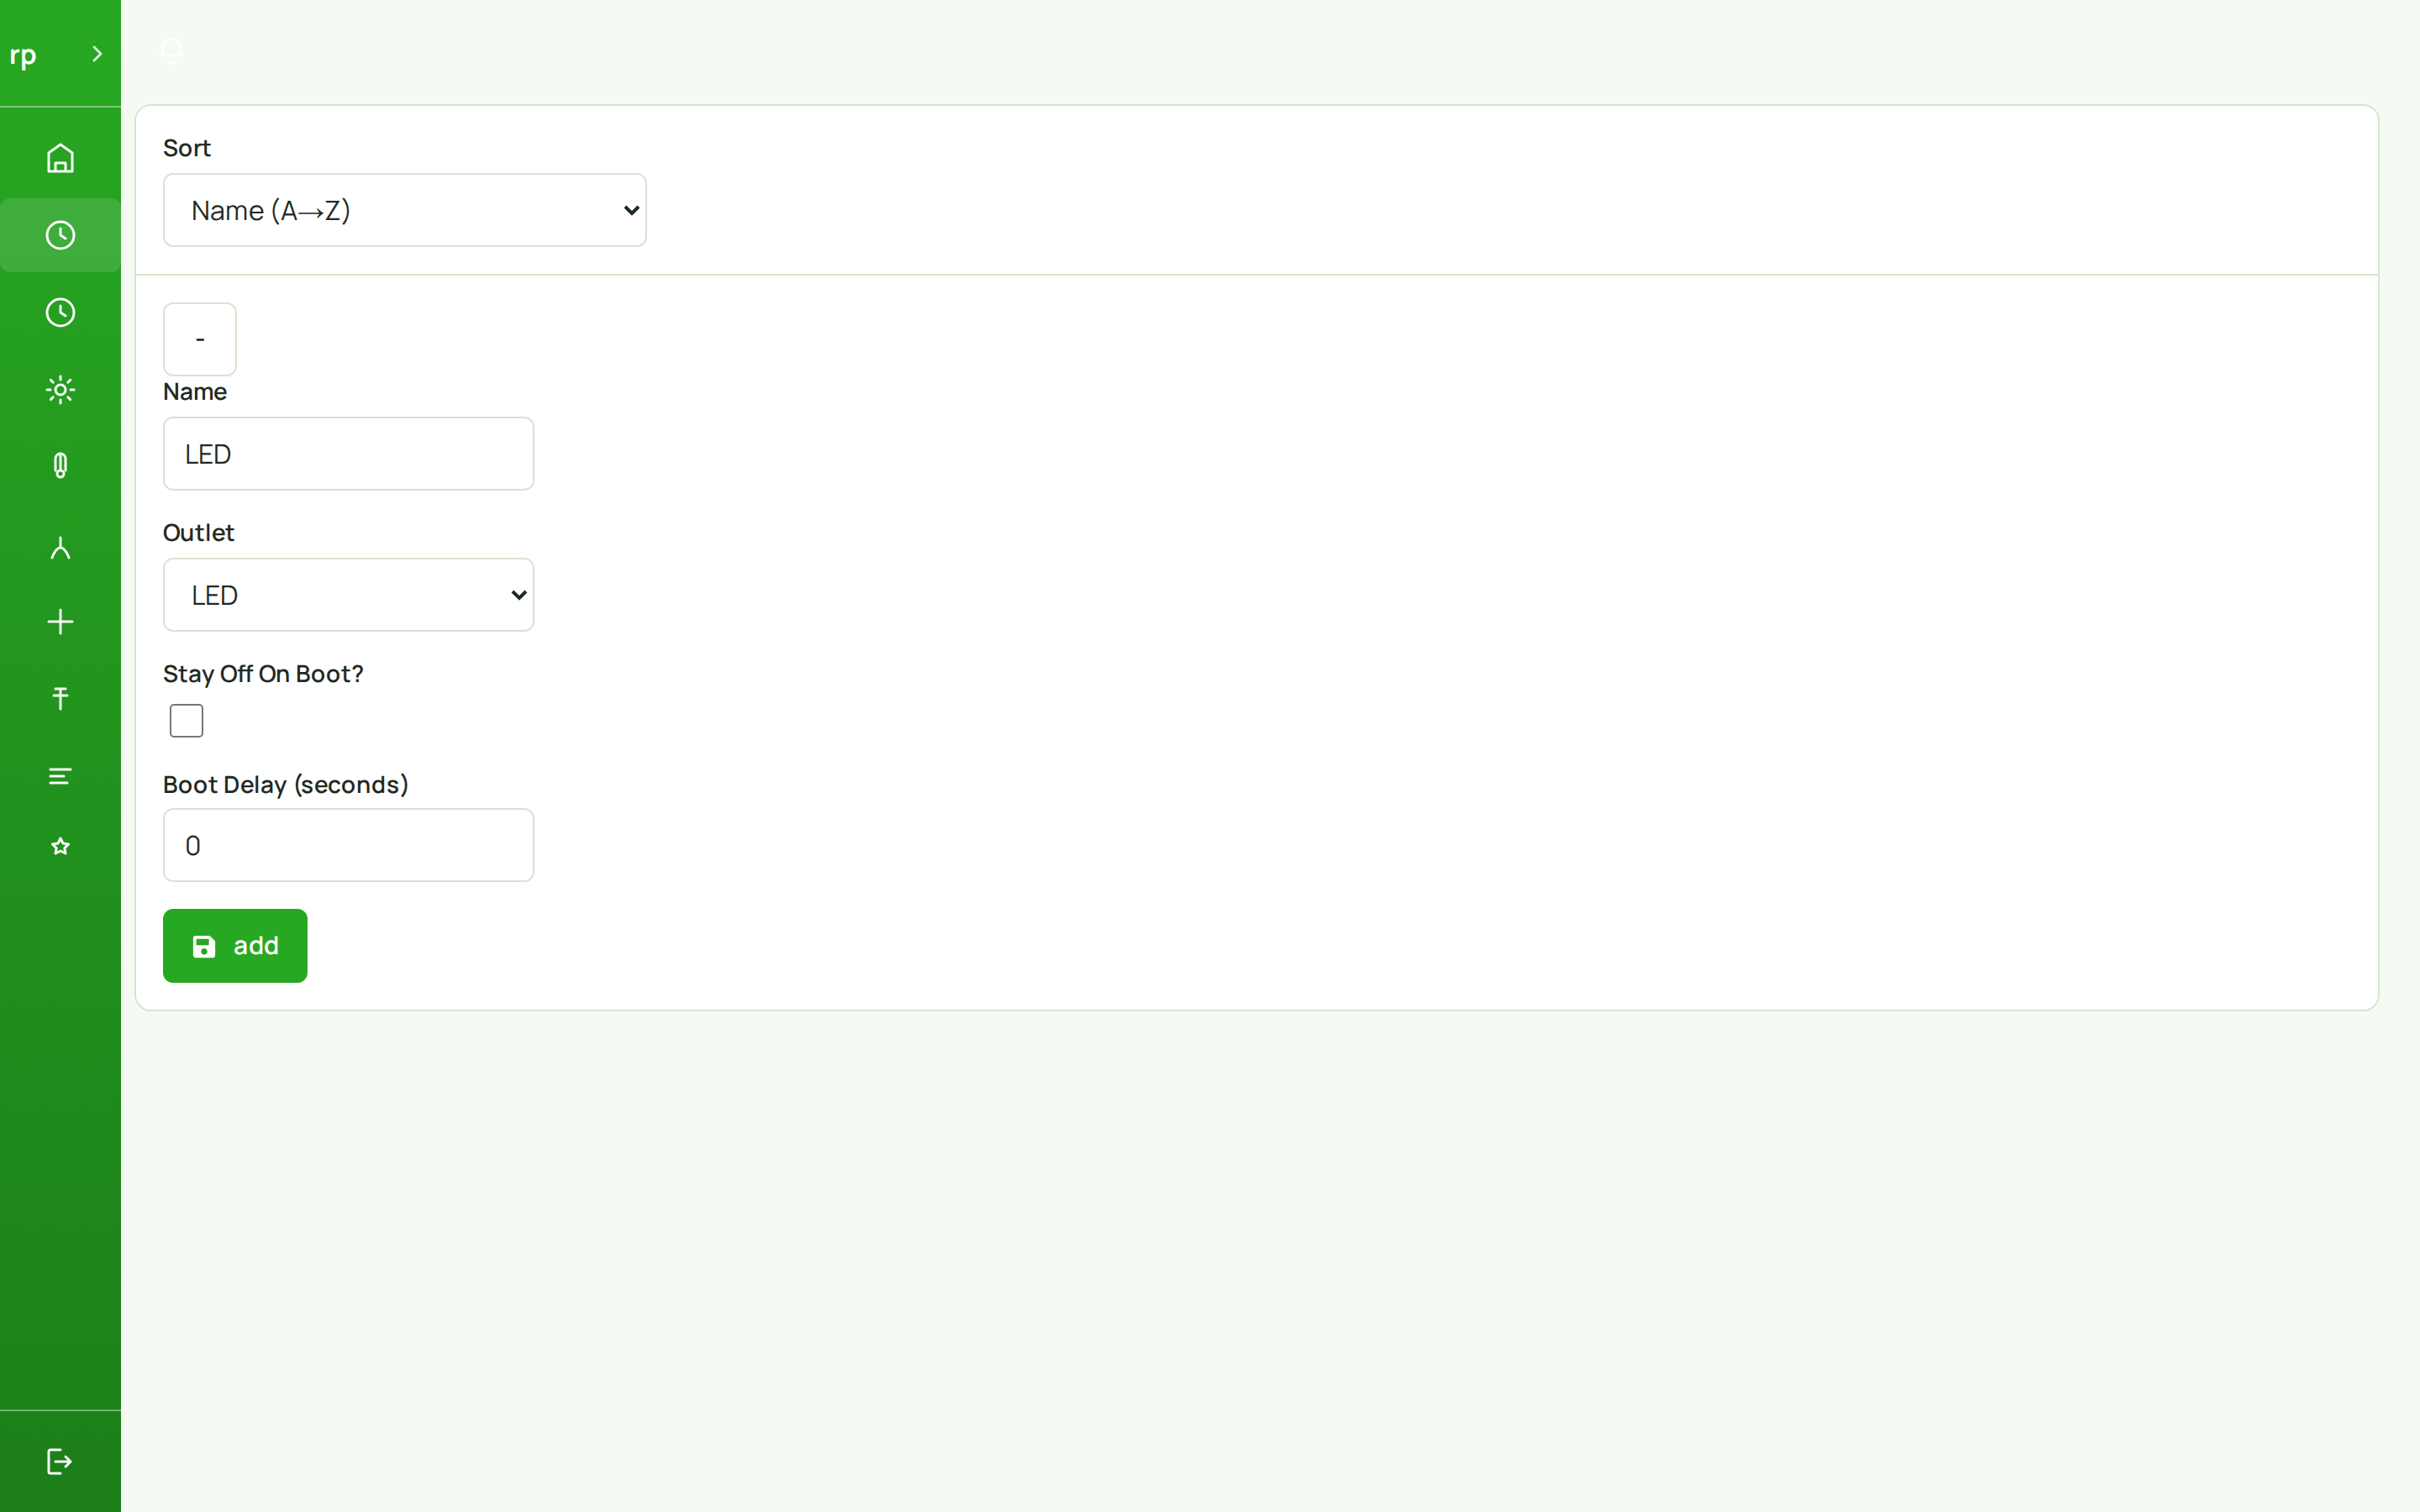 rp
Sort
Name (A→Z)
-
Name
LED
Outlet
LED
Stay Off On Boot?
Boot Delay (seconds)
0
add